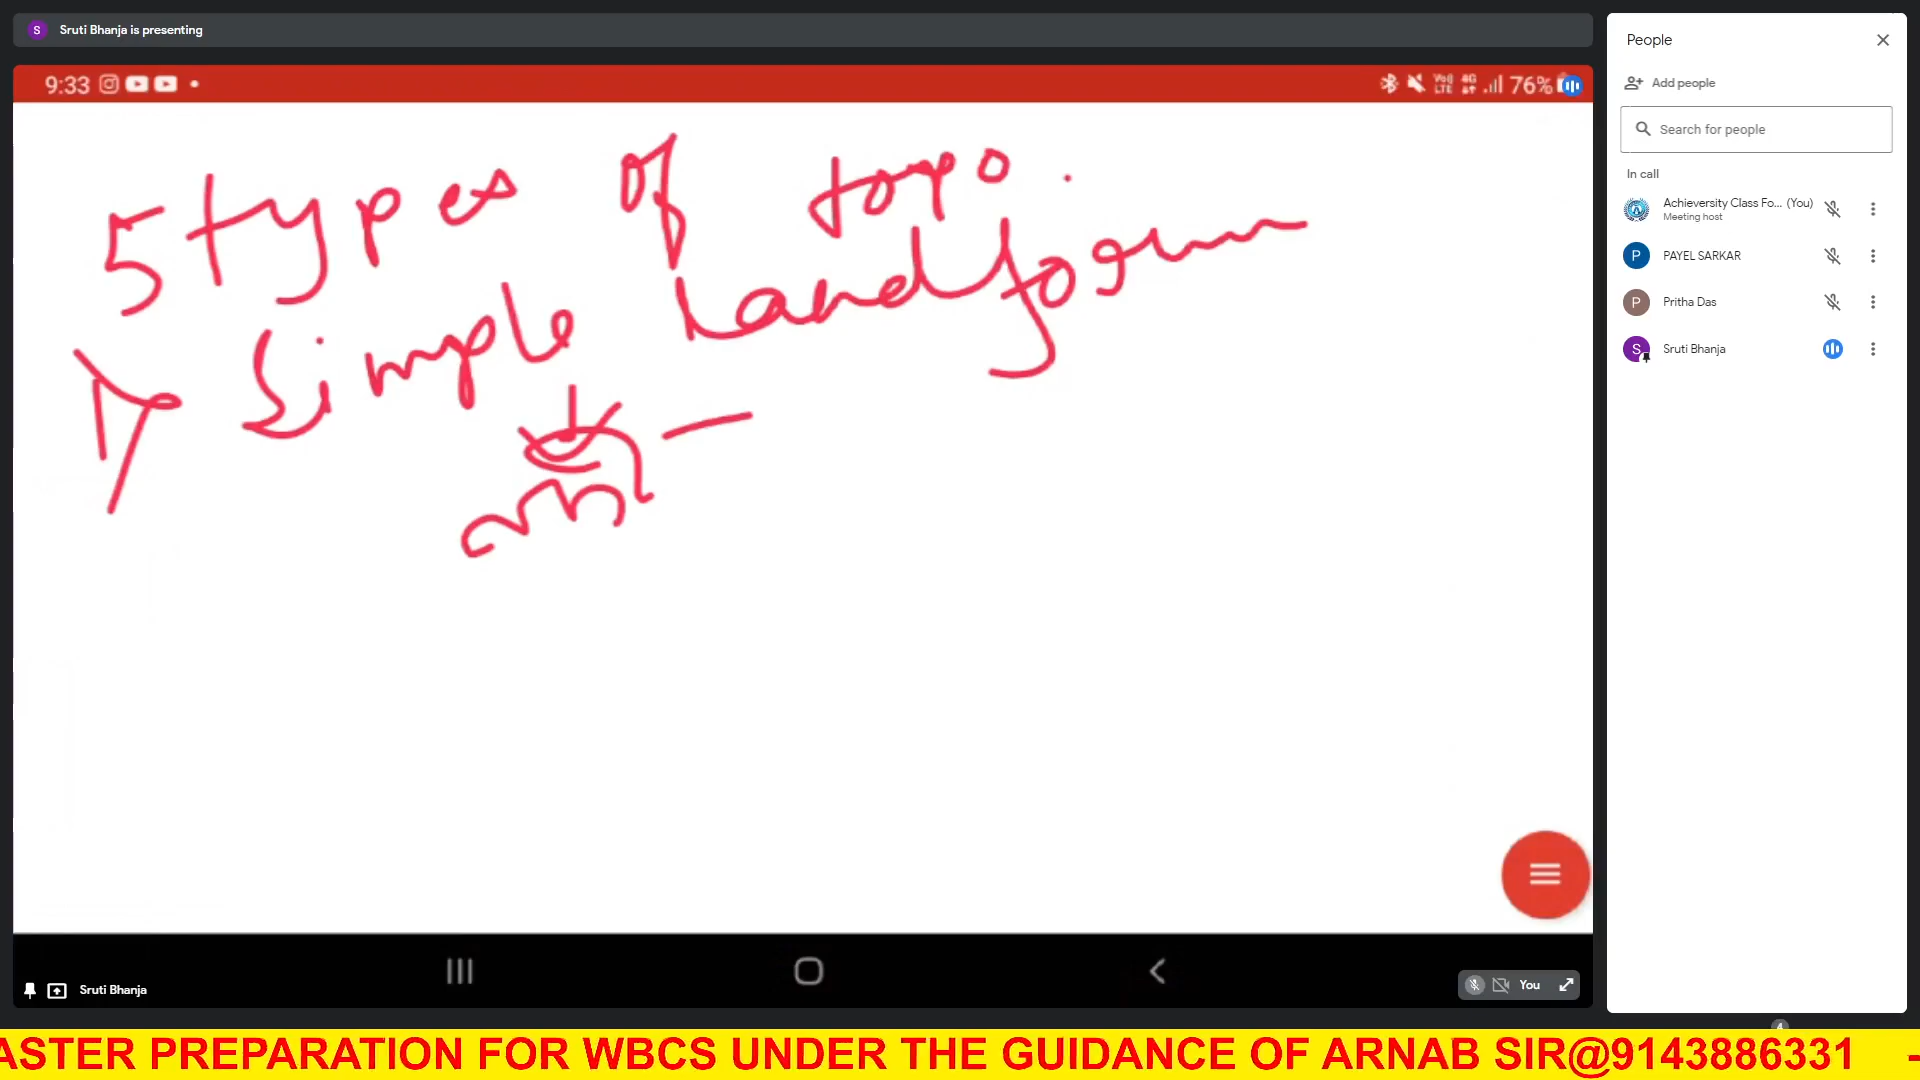 Sruti Bhanja is presenting
9:33
76%
5 types of topo.
1) Simple Landform
Sruti Bhanja
You
People
Add people
Search for people
In call
Achieversity Class Fo... (You)
Meeting host
P PAYEL SARKAR
P Pritha Das
S Sruti Bhanja
4
ASTER PREPARATION FOR WBCS UNDER THE GUIDANCE OF ARNAB SIR@9143886331 -